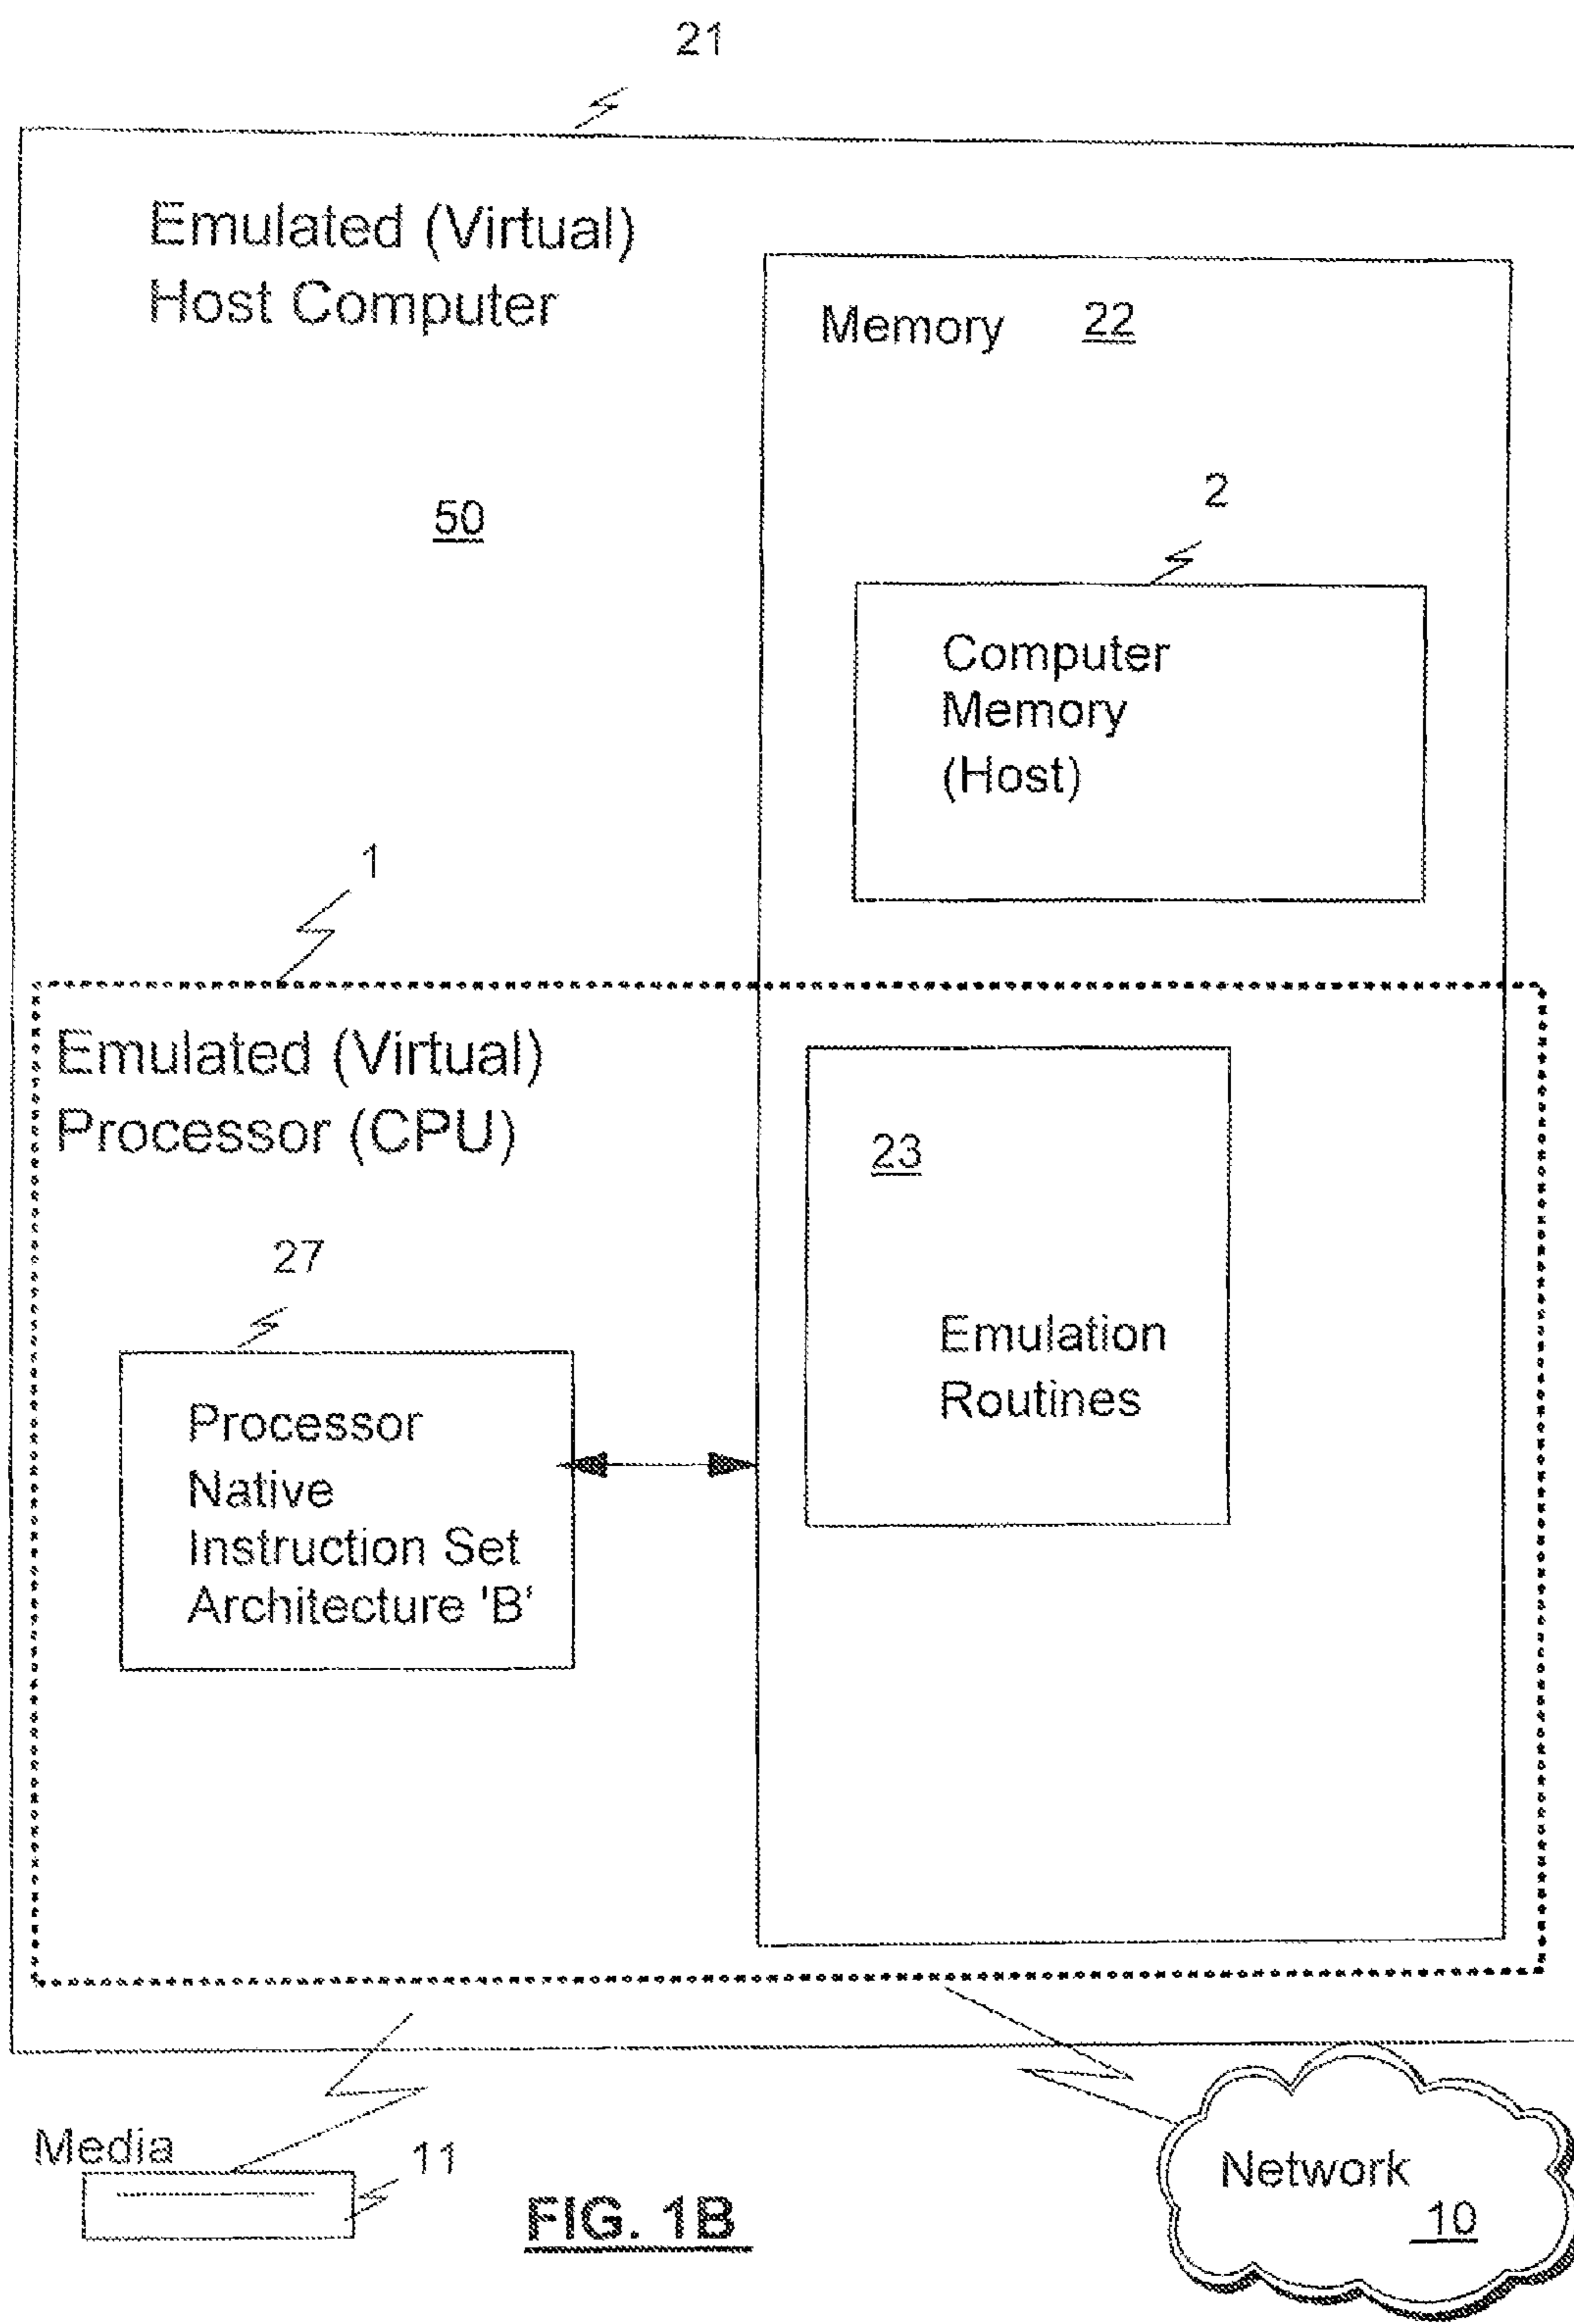 21
Emulated (Virtual)
Host Computer
Memory 22
50
2
Computer
Memory
(Host)
1
Emulated (Virtual)
Processor (CPU)
23
27
Emulation
Routines
Processor
Native
Instruction Set
Architecture 'B'
Media
11
Network
10
FIG. 1B